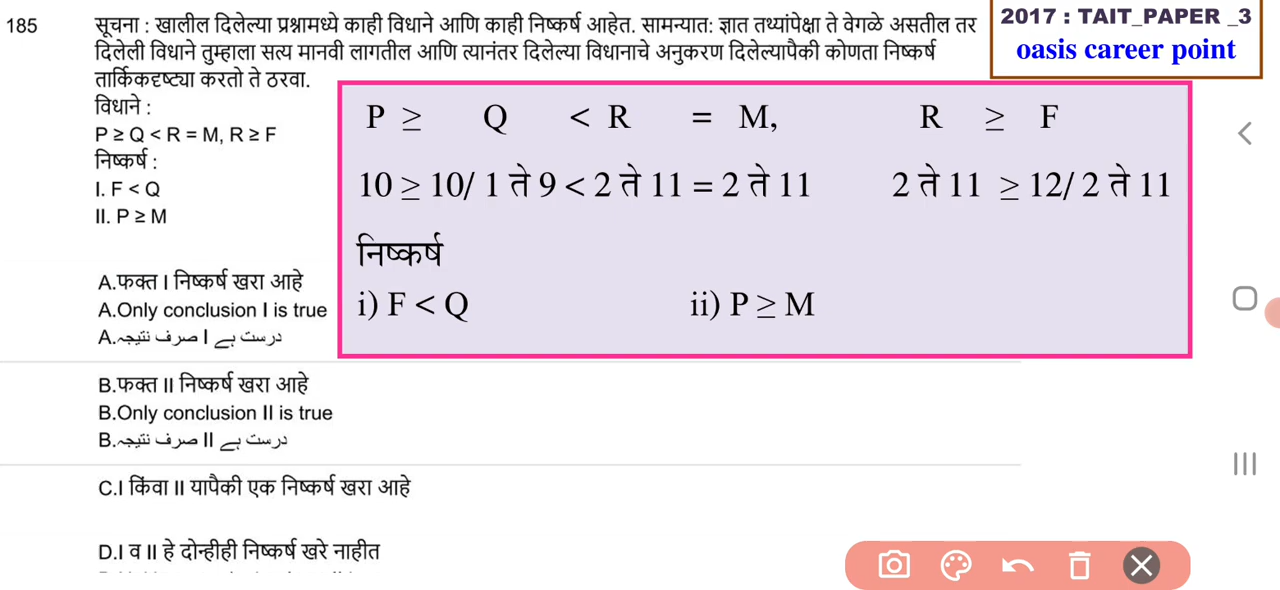 185
सूचना : खालील दिलेल्या प्रश्नामध्ये काही विधाने आणि काही निष्कर्ष आहेत. सामान्यात: ज्ञात तथ्यांपेक्षा ते वेगळे असतील तर
दिलेली विधाने तुम्हाला सत्य मानवी लागतील आणि त्यानंतर दिलेल्या विधानाचे अनुकरण दिलेल्यापैकी कोणता निष्कर्ष
तार्किकदृष्ट्या करतो ते ठरवा.
2017 : TAIT_PAPER _3
oasis career point
विधाने :
P ≥ Q < R = M, R ≥ F
निष्कर्ष :
I. F < Q
II. P ≥ M
P ≥ Q < R = M, R ≥ F
10 ≥ 10/ 1 ते 9 < 2 ते 11 = 2 ते 11 2 ते 11 ≥ 12/ 2 ते 11
निष्कर्ष
i) F < Q ii) P ≥ M
A.फक्त I निष्कर्ष खरा आहे
A.Only conclusion I is true
A.درست ہے I صرف نتیجہ
B.फक्त II निष्कर्ष खरा आहे
B.Only conclusion II is true
B.درست ہے II صرف نتیجہ
C.I किंवा II यापैकी एक निष्कर्ष खरा आहे
D.I व II हे दोन्हीही निष्कर्ष खरे नाहीत